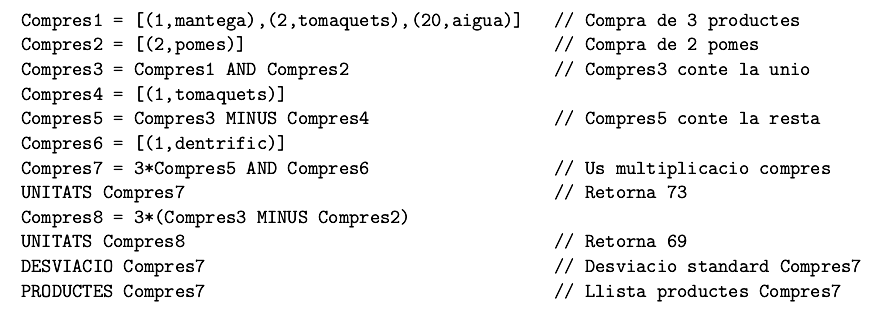 Compres1 = [(1,mantega),(2,tomaquets),(20,aigua)] // Compra de 3 productes
Compres2 = [(2,pomes)] // Compra de 2 pomes
Compres3 = Compres1 AND Compres2 // Compres3 conte la unio
Compres4 = [(1,tomaquets)]
Compres5 = Compres3 MINUS Compres4 // Compres5 conte la resta
Compres6 = [(1,dentrific)]
Compres7 = 3*Compres5 AND Compres6 // Us multiplicacio compres
UNITATS Compres7 // Retorna 73
Compres8 = 3*(Compres3 MINUS Compres2)
UNITATS Compres8 // Retorna 69
DESVIACIO Compres7 // Desviacio standard Compres7
PRODUCTES Compres7 // Llista productes Compres7